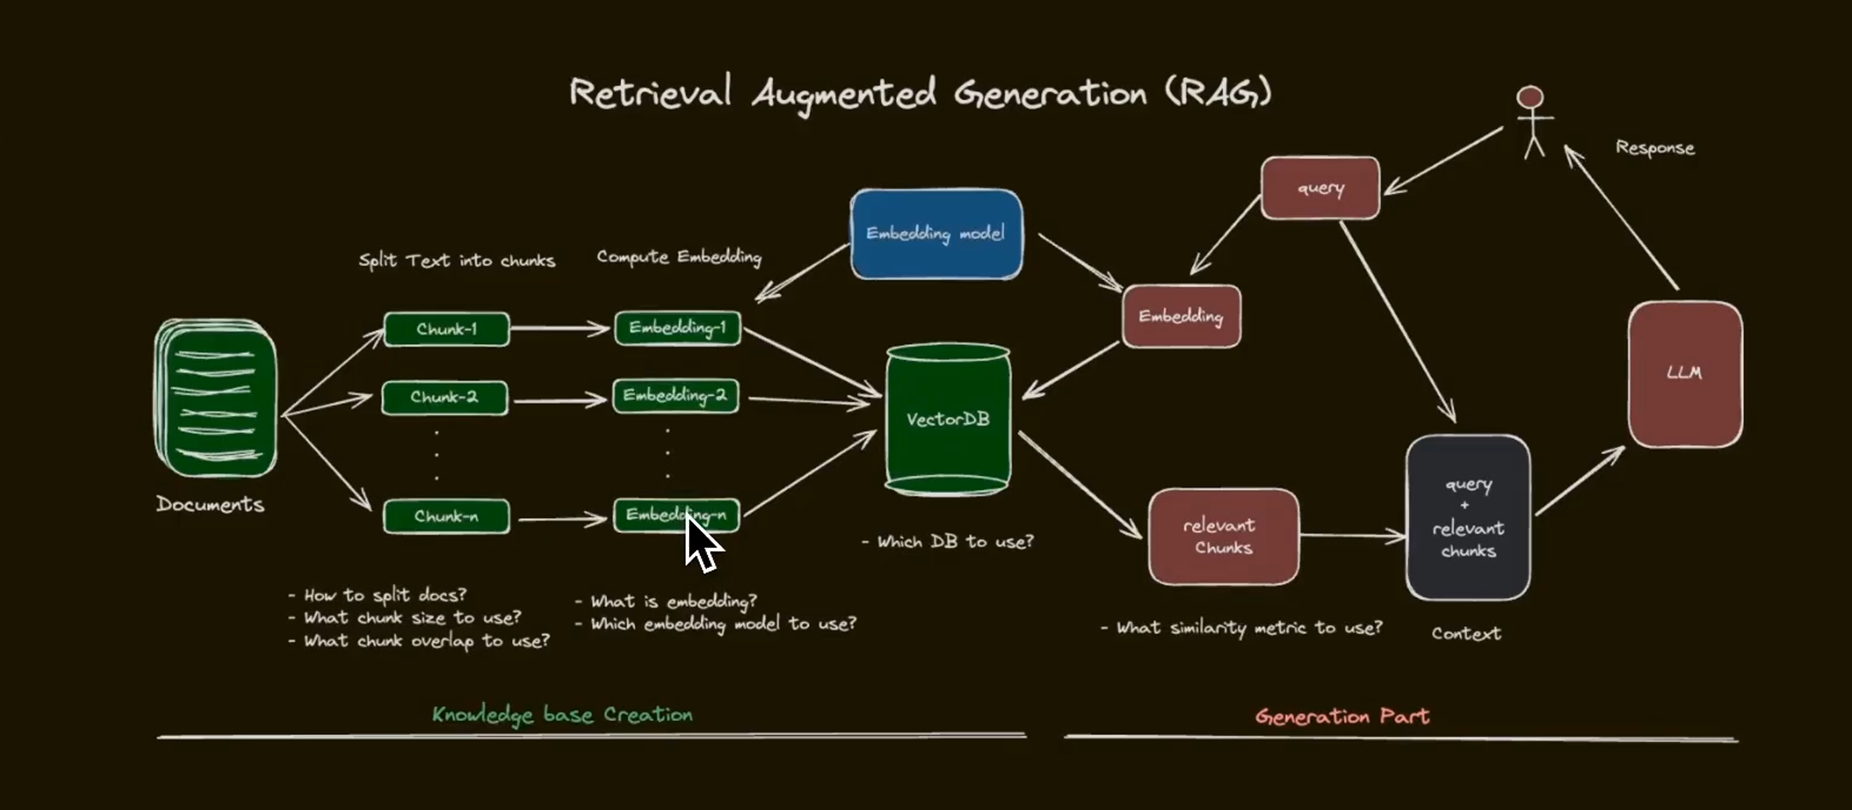 Retrieval Augmented Generation (RAG)
Response
query
Embedding model
Split Text into chunks
Compute Embedding
Embedding
Chunk-1
Embedding-1
LLM
Chunk-2
Embedding-2
VectorDB
Documents
Chunk-n
Embedding-n
query
+
relevant
chunks
relevant
Chunks
- Which DB to use?
- How to split docs?
- What chunk size to use?
- What chunk overlap to use?
- What is embedding?
- Which embedding model to use?
- What similarity metric to use?
Context
Knowledge base Creation
Generation Part